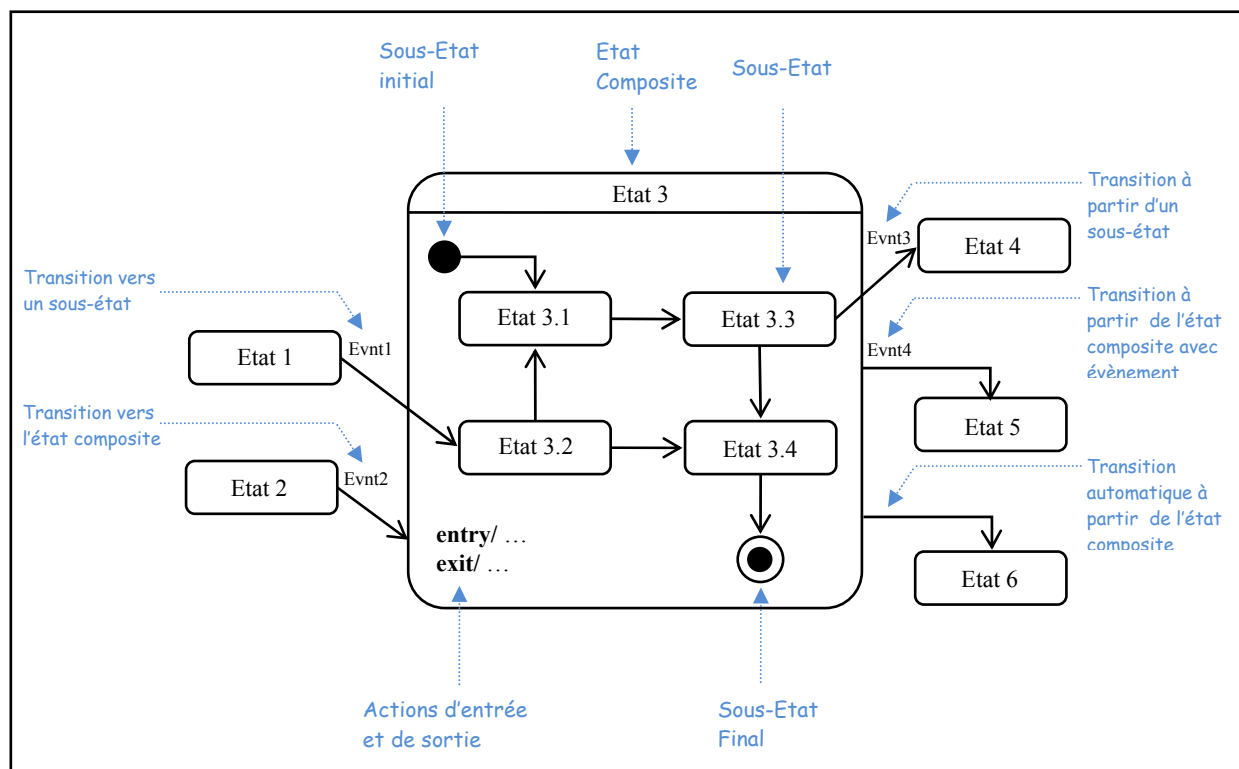 Sous-Etat
initial
Etat
Composite
Sous-Etat
Transition à
partir d'un
sous-état
Etat 3
Evnt3
Etat 4
Transition vers
un sous-état
Transition à
partir de l'état
composite avec
évènement
Etat 3.1
Etat 3.3
Evnt1
Evnt4
Etat 1
Transition vers
l'état composite
Etat 5
Etat 3.2
Etat 3.4
Evnt2
Etat 2
Transition
automatique à
partir de l'état
composite
entry/ …
exit/ …
Etat 6
Actions d'entrée
et de sortie
Sous-Etat
Final